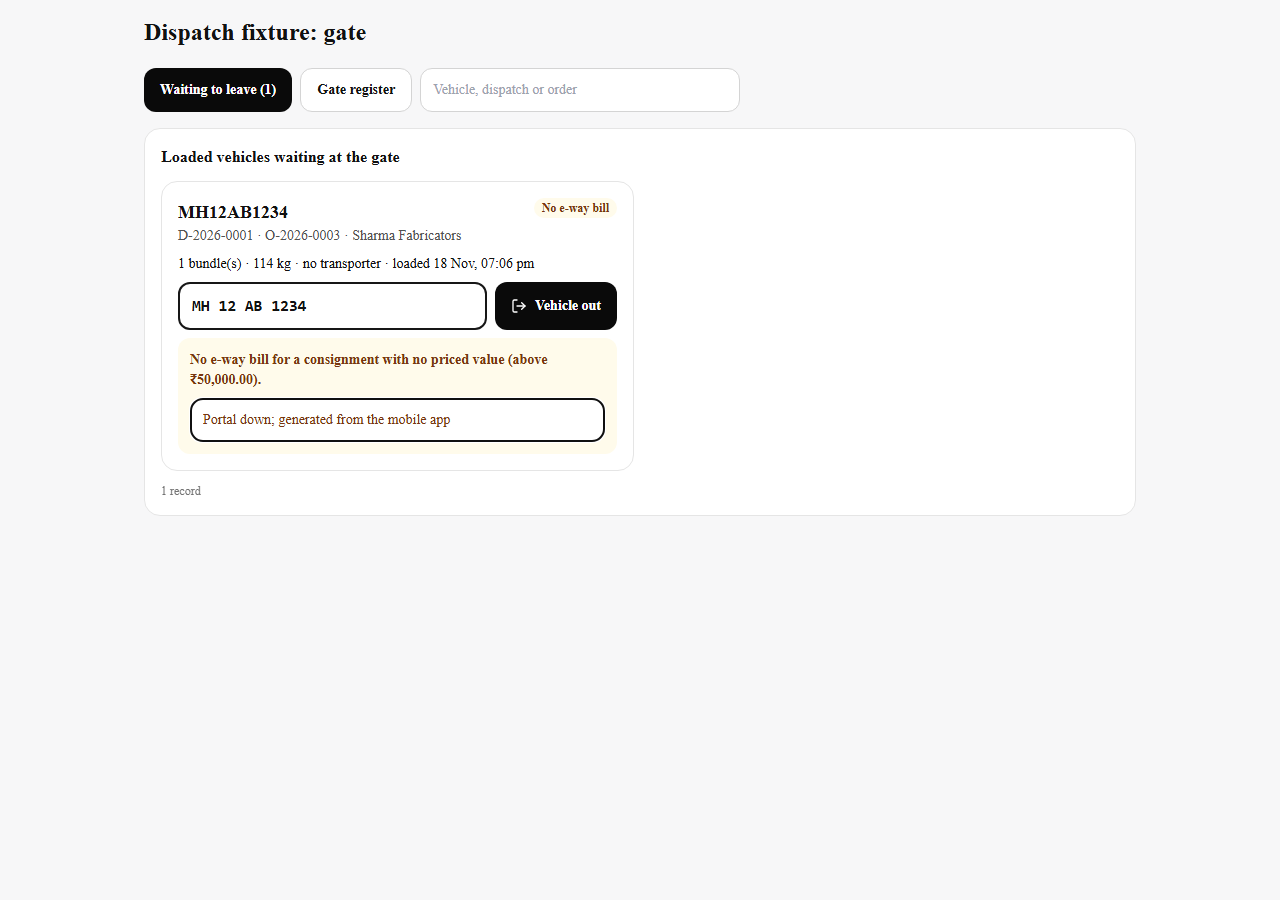 Dispatch fixture: gate
Waiting to leave (1)
Gate register
Vehicle, dispatch or order
Loaded vehicles waiting at the gate
MH12AB1234
No e-way bill
D-2026-0001 · O-2026-0003 · Sharma Fabricators
1 bundle(s) · 114 kg · no transporter · loaded 18 Nov, 07:06 pm
MH 12 AB 1234
Vehicle out
No e-way bill for a consignment with no priced value (above
₹50,000.00).
Portal down; generated from the mobile app
1 record